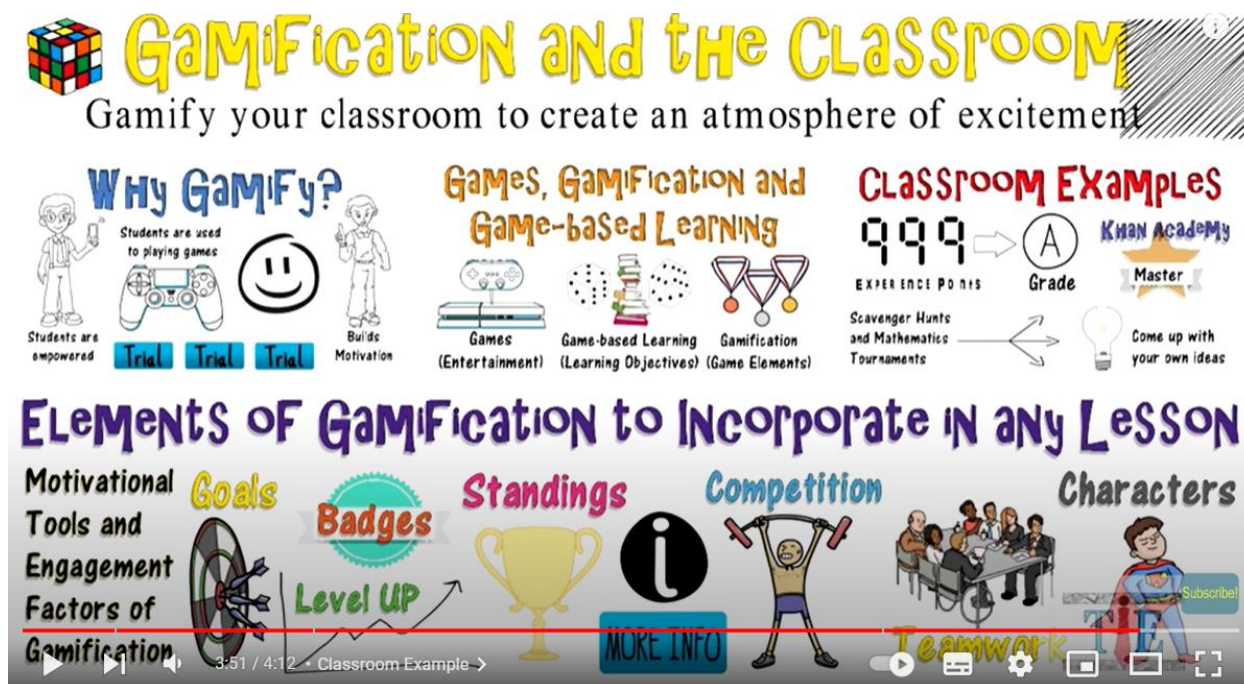 GAMIFICATION AND THE CLASSROOM
Gamify your classroom to create an atmosphere of excitement
WHY GAMIFY?
Students are used
to playing games
Students are
empowered
Trial Trial Trial
Builds
Motivation
GAMES, GAMIFICATION AND
GAME-BASED LEARNING
Games
(Entertainment)
Game-based Learning
(Learning Objectives)
Gamification
(Game Elements)
CLASSROOM EXAMPLES
999
EXPERIENCE POINTS
A
Grade
KHAN ACADEMY
Master
Scavenger Hunts
and Mathematics
Tournaments
Come up with
your own ideas
ELEMENTS OF GAMIFICATION TO INCORPORATE IN ANY LESSON
Motivational
Tools and
Engagement
Factors of
Gamification
Goals
Badges
Level UP
Standings
i
MORE INFO
Competition
Teamwork
Characters
Subscribe!
TiE
3:51 / 4:12 • Classroom Example